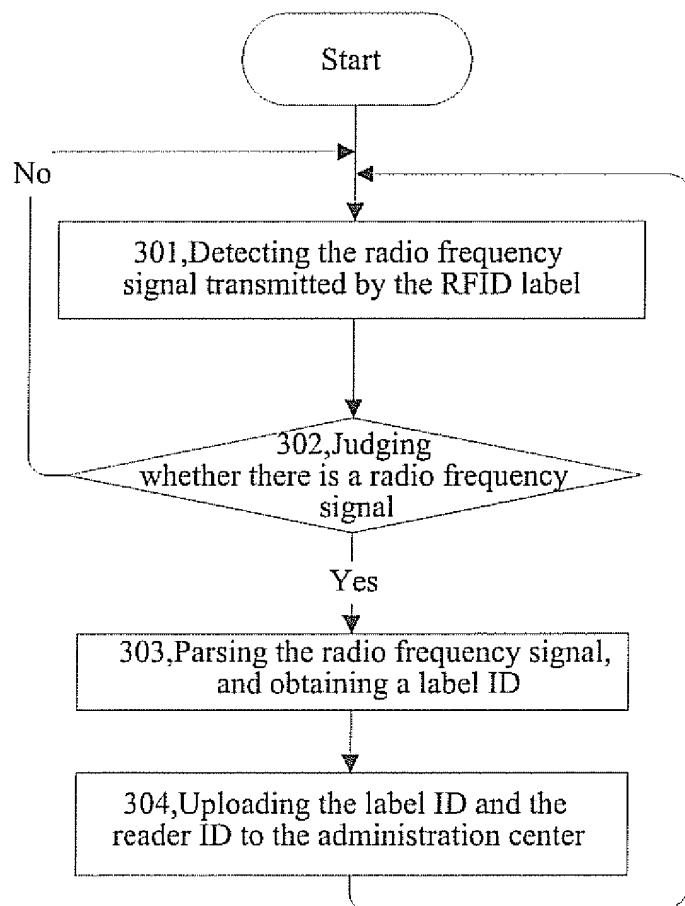 Start
No
301,Detecting the radio frequency
signal transmitted by the RFID label
302,Judging
whether there is a radio frequency
signal
Yes
303,Parsing the radio frequency signal,
and obtaining a label ID
304,Uploading the label ID and the
reader ID to the administration center